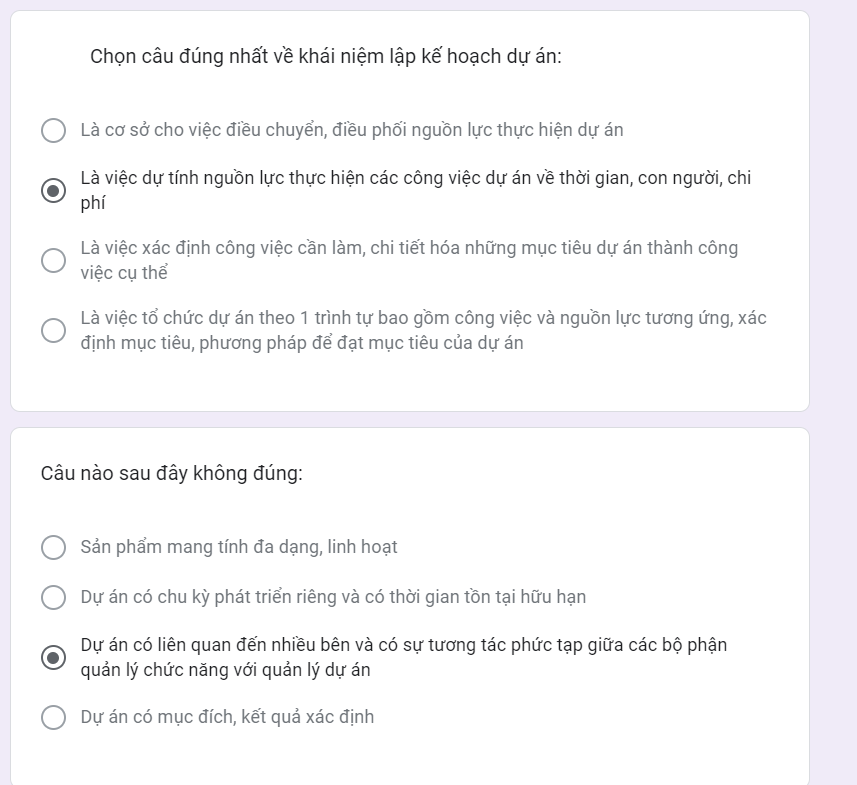 Chọn câu đúng nhất về khái niệm lập kế hoạch dự án:
Là cơ sở cho việc điều chuyển, điều phối nguồn lực thực hiện dự án
Là việc dự tính nguồn lực thực hiện các công việc dự án về thời gian, con người, chi
phí
Là việc xác định công việc cần làm, chi tiết hóa những mục tiêu dự án thành công
việc cụ thể
Là việc tổ chức dự án theo 1 trình tự bao gồm công việc và nguồn lực tương ứng, xác
định mục tiêu, phương pháp để đạt mục tiêu của dự án
Câu nào sau đây không đúng:
Sản phẩm mang tính đa dạng, linh hoạt
Dự án có chu kỳ phát triển riêng và có thời gian tồn tại hữu hạn
Dự án có liên quan đến nhiều bên và có sự tương tác phức tạp giữa các bộ phận
quản lý chức năng với quản lý dự án
Dự án có mục đích, kết quả xác định